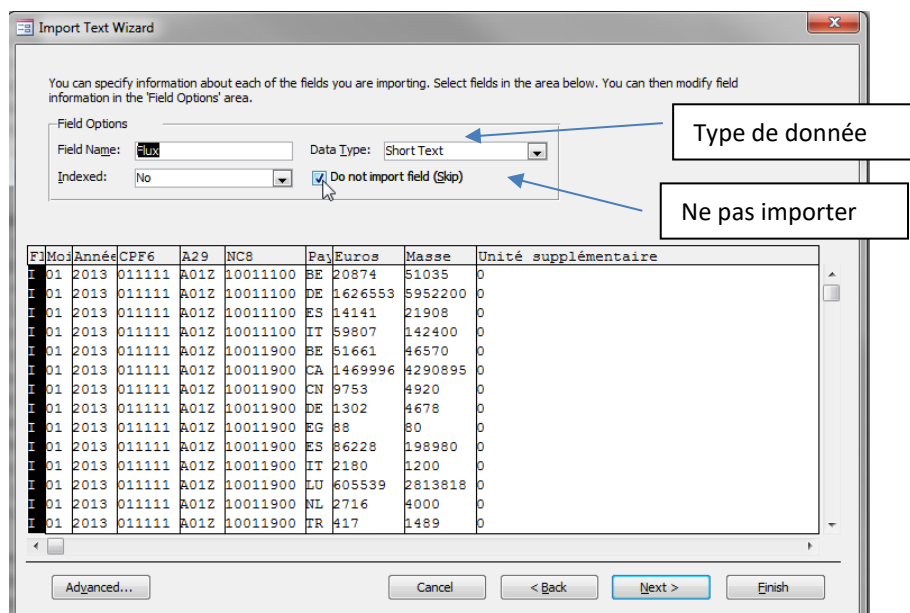 Import Text Wizard
You can specify information about each of the fields you are importing. Select fields in the area below. You can then modify field
information in the 'Field Options' area.
Field Options
Field Name: Flux Data Type: Short Text
Indexed: No Do not import field (Skip)
Type de donnée
Ne pas importer
Fl Moi Année CPF6 A29 NC8 Pay Euros Masse Unité supplémentaire
I 01 2013 011111 A01Z 10011100 BE 20874 51035 0
I 01 2013 011111 A01Z 10011100 DE 1626553 5952200 0
I 01 2013 011111 A01Z 10011100 ES 14141 21908 0
I 01 2013 011111 A01Z 10011100 IT 59807 142400 0
I 01 2013 011111 A01Z 10011900 BE 51661 46570 0
I 01 2013 011111 A01Z 10011900 CA 1469996 4290895 0
I 01 2013 011111 A01Z 10011900 CN 9753 4920 0
I 01 2013 011111 A01Z 10011900 DE 1302 4678 0
I 01 2013 011111 A01Z 10011900 EG 88 80 0
I 01 2013 011111 A01Z 10011900 ES 86228 198980 0
I 01 2013 011111 A01Z 10011900 IT 2180 1200 0
I 01 2013 011111 A01Z 10011900 LU 605539 2813818 0
I 01 2013 011111 A01Z 10011900 NL 2716 4000 0
I 01 2013 011111 A01Z 10011900 TR 417 1489 0
Advanced... Cancel < Back Next > Finish